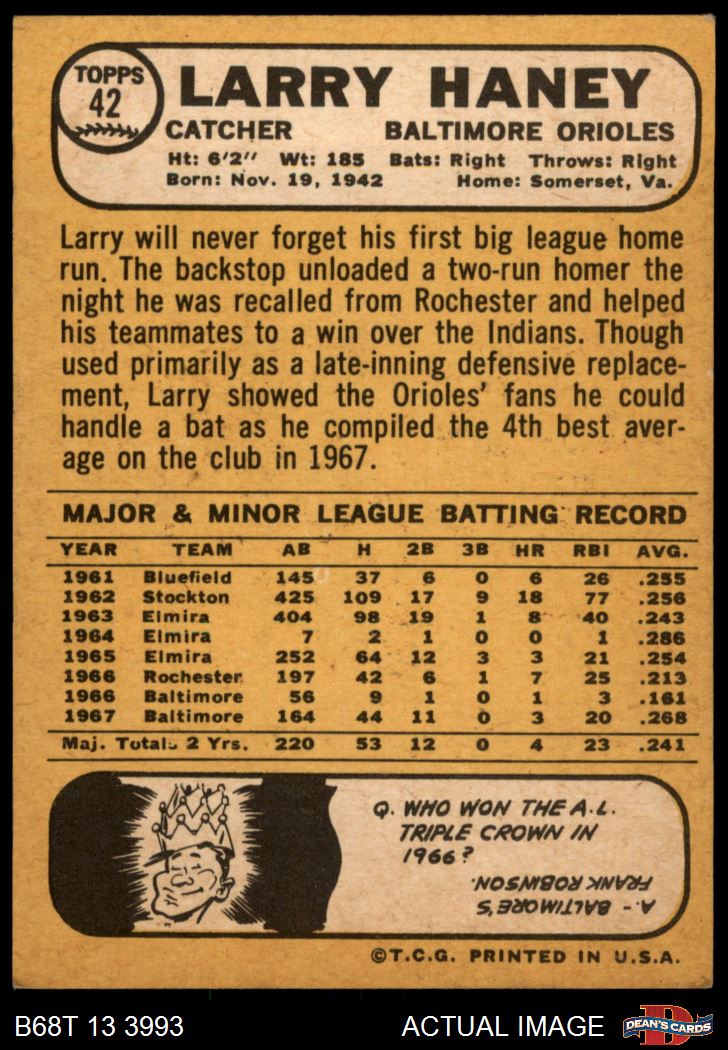 TOPPS
42
LARRY HANEY
CATCHER BALTIMORE ORIOLES
Ht: 6'2" Wt: 185 Bats: Right Throws: Right
Born: Nov. 19, 1942 Home: Somerset, Va.
Larry will never forget his first big league home
run. The backstop unloaded a two-run homer the
night he was recalled from Rochester and helped
his teammates to a win over the Indians. Though
used primarily as a late-inning defensive replace-
ment, Larry showed the Orioles' fans he could
handle a bat as he compiled the 4th best aver-
age on the club in 1967.
MAJOR & MINOR LEAGUE BATTING RECORD
YEAR TEAM AB H 2B 3B HR RBI AVG.
1961 Bluefield 145 37 6 0 6 26 .255
1962 Stockton 425 109 17 9 18 77 .256
1963 Elmira 404 98 19 1 8 40 .243
1964 Elmira 7 2 1 0 0 1 .286
1965 Elmira 252 64 12 3 3 21 .254
1966 Rochester 197 42 6 1 7 25 .213
1966 Baltimore 56 9 1 0 1 3 .161
1967 Baltimore 164 44 11 0 3 20 .268
Maj. Totals 2 Yrs. 220 53 12 0 4 23 .241
Q. WHO WON THE A.L.
TRIPLE CROWN IN
1966?
A.- BALTIMORE'S
FRANK ROBINSON.
©T.C.G. PRINTED IN U.S.A.
B68T 13 3993 ACTUAL IMAGE
D
DEAN'S CARDS